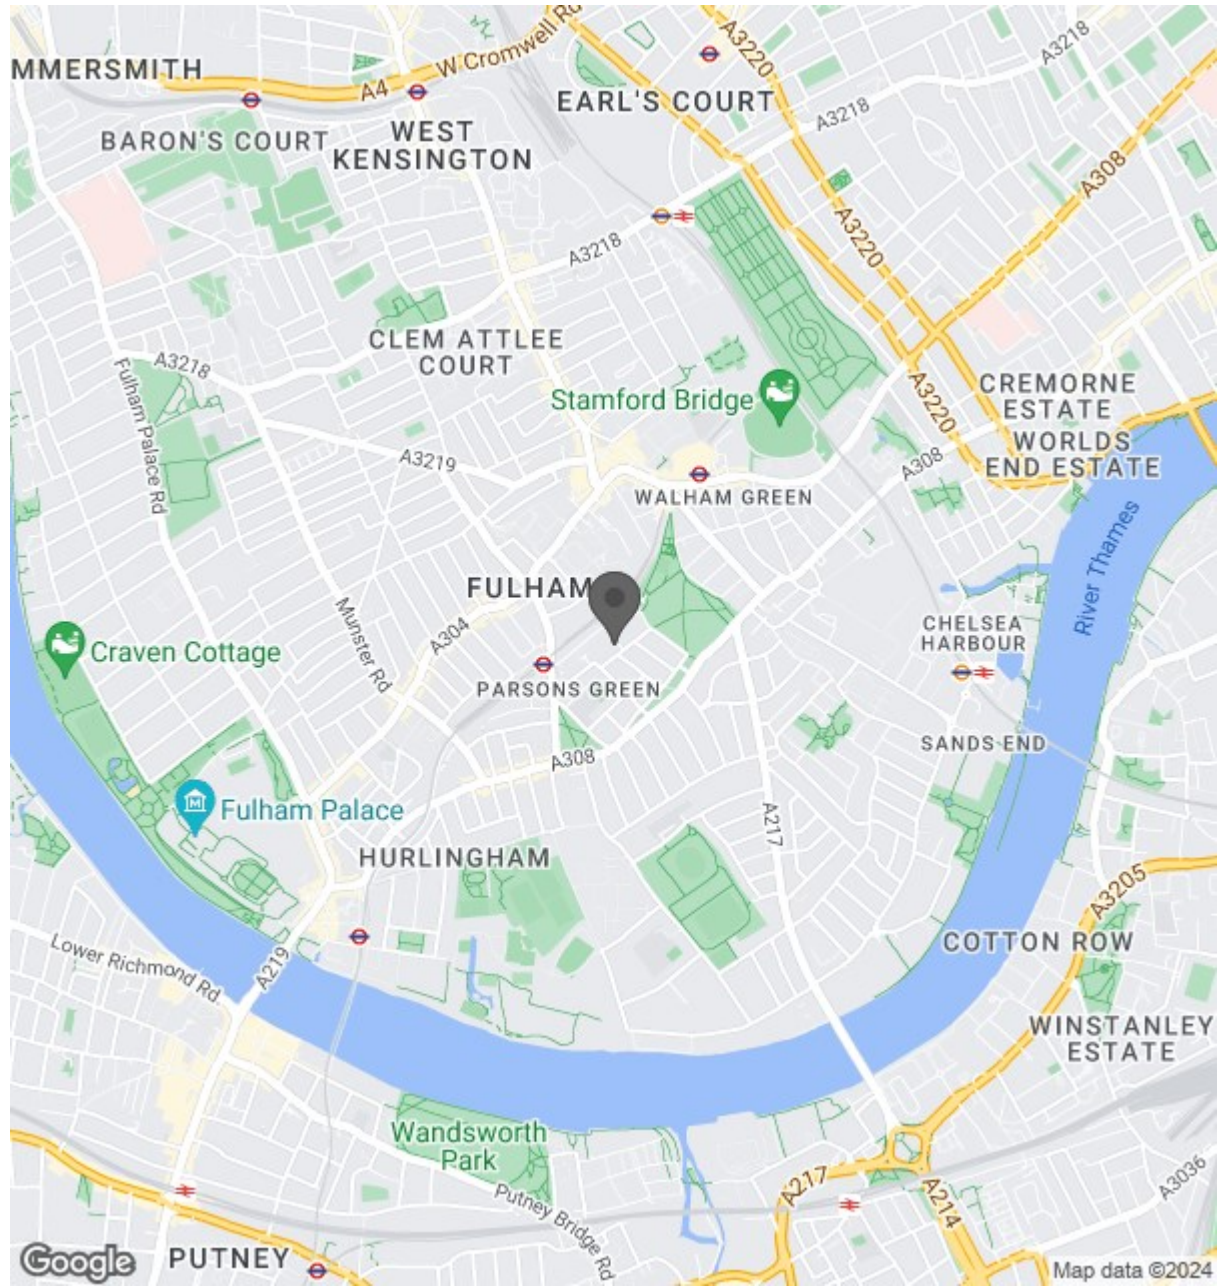 MMERSMITH
A4
W Cromwell Rd
A3220
A3218
EARL'S COURT
BARON'S COURT
WEST
KENSINGTON
A3218
A308
A3220
A3218
CLEM ATTLEE
COURT
A3218
Fulham Palace Rd
Stamford Bridge
CREMORNE
ESTATE
A3220
WORLDS
END ESTATE
A3219
A308
WALHAM GREEN
River Thames
FULHAM
Munster Rd
A304
CHELSEA
HARBOUR
Craven Cottage
PARSONS GREEN
SANDS END
A308
Fulham Palace
A217
HURLINGHAM
A3205
Lower Richmond Rd
A219
COTTON ROW
WINSTANLEY
ESTATE
Wandsworth
Park
Putney Bridge Rd
A217
A214
A3036
PUTNEY
Google
Map data ©2024